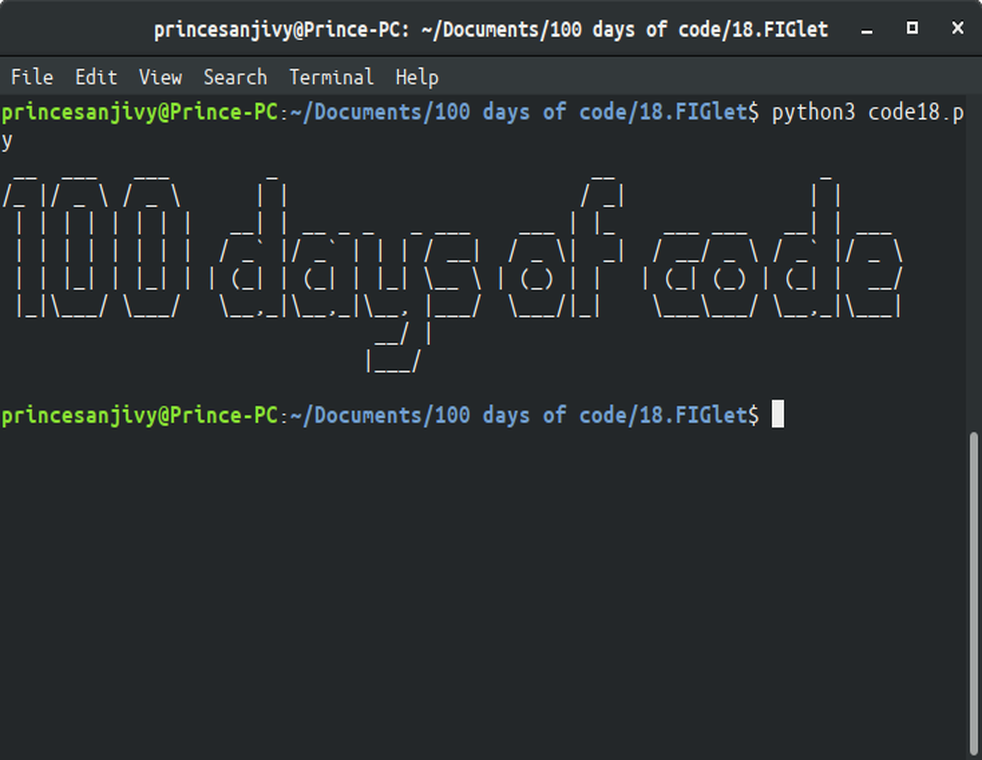 princesanjivy@Prince-PC: ~/Documents/100 days of code/18.FIGlet
File Edit View Search Terminal Help
princesanjivy@Prince-PC:~/Documents/100 days of code/18.FIGlet$ python3 code18.p
y
100 days of code
princesanjivy@Prince-PC:~/Documents/100 days of code/18.FIGlet$